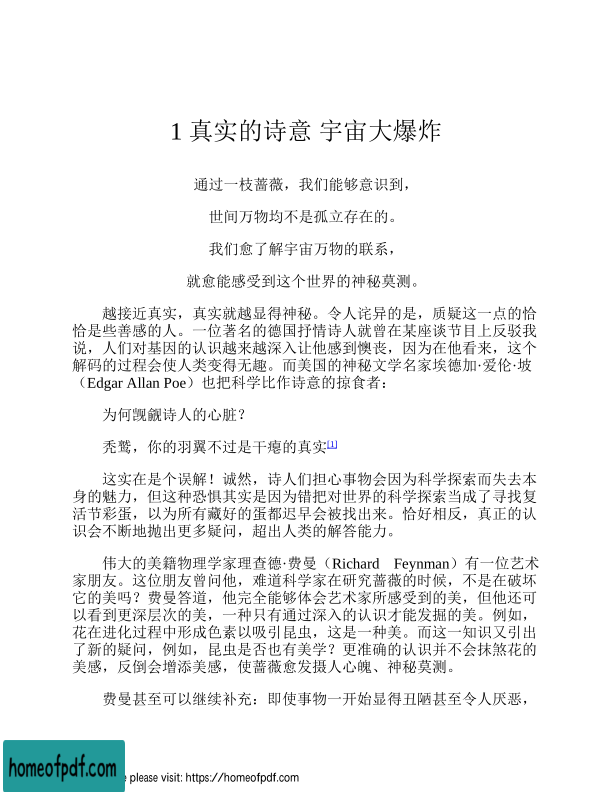 1 真实的诗意 宇宙大爆炸
通过一枝蔷薇，我们能够意识到，
世间万物均不是孤立存在的。
我们愈了解宇宙万物的联系，
就愈能感受到这个世界的神秘莫测。
越接近真实，真实就越显得神秘。令人诧异的是，质疑这一点的恰
恰是些善感的人。一位著名的德国抒情诗人就曾在某座谈节目上反驳我
说，人们对基因的认识越来越深入让他感到懊丧，因为在他看来，这个
解码的过程会使人类变得无趣。而美国的神秘文学名家埃德加·爱伦·坡
（Edgar Allan Poe）也把科学比作诗意的掠食者：
为何觊觎诗人的心脏？
秃鹫，你的羽翼不过是干瘪的真实[1]
这实在是个误解！诚然，诗人们担心事物会因为科学探索而失去本
身的魅力，但这种恐惧其实是因为错把对世界的科学探索当成了寻找复
活节彩蛋，以为所有藏好的蛋都迟早会被找出来。恰好相反，真正的认
识会不断地抛出更多疑问，超出人类的解答能力。
伟大的美籍物理学家理查德·费曼（Richard Feynman）有一位艺术
家朋友。这位朋友曾问他，难道科学家在研究蔷薇的时候，不是在破坏
它的美吗？费曼答道，他完全能够体会艺术家所感受到的美，但他还可
以看到更深层次的美，一种只有通过深入的认识才能发掘的美。例如，
花在进化过程中形成色素以吸引昆虫，这是一种美。而这一知识又引出
了新的疑问，例如，昆虫是否也有美学？更准确的认识并不会抹煞花的
美感，反倒会增添美感，使蔷薇愈发摄人心魄、神秘莫测。
费曼甚至可以继续补充：即使事物一开始显得丑陋甚至令人厌恶，
homeofpdf.com
please visit: https://homeofpdf.com